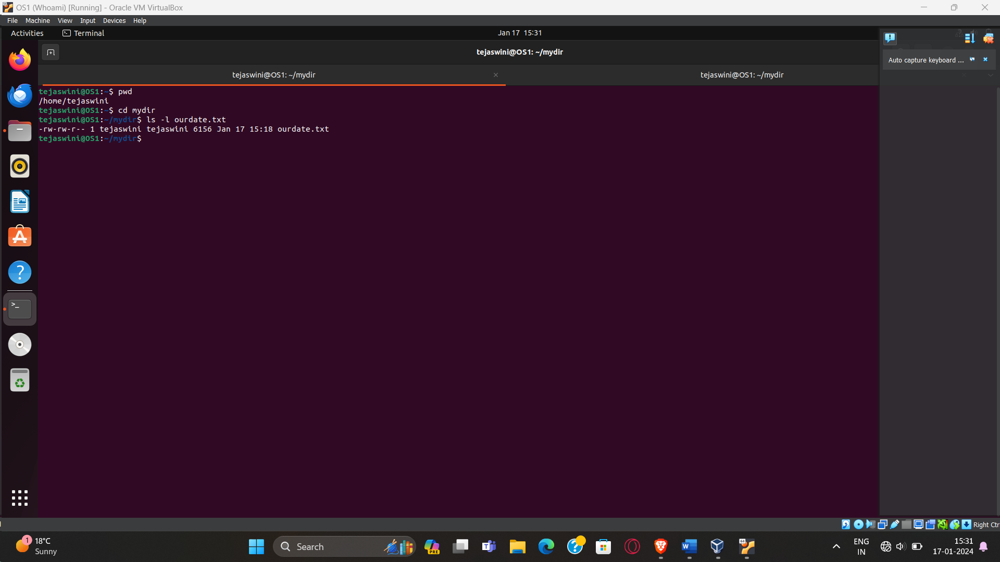 OS1 (Whoami) [Running] - Oracle VM VirtualBox
File Machine View Input Devices Help
Activities Terminal Jan 17 15:31
tejaswini@OS1: ~/mydir
Auto capture keyboard ...
tejaswini@OS1: ~/mydir tejaswini@OS1: ~/mydir
tejaswini@OS1:~$ pwd
/home/tejaswini
tejaswini@OS1:~$ cd mydir
tejaswini@OS1:~/mydir$ ls -l ourdate.txt
-rw-rw-r-- 1 tejaswini tejaswini 6156 Jan 17 15:18 ourdate.txt
tejaswini@OS1:~/mydir$
>_
Right Ctr
1 18°C
Sunny
Search
PRE
64
ENG
IN
15:31
17-01-2024